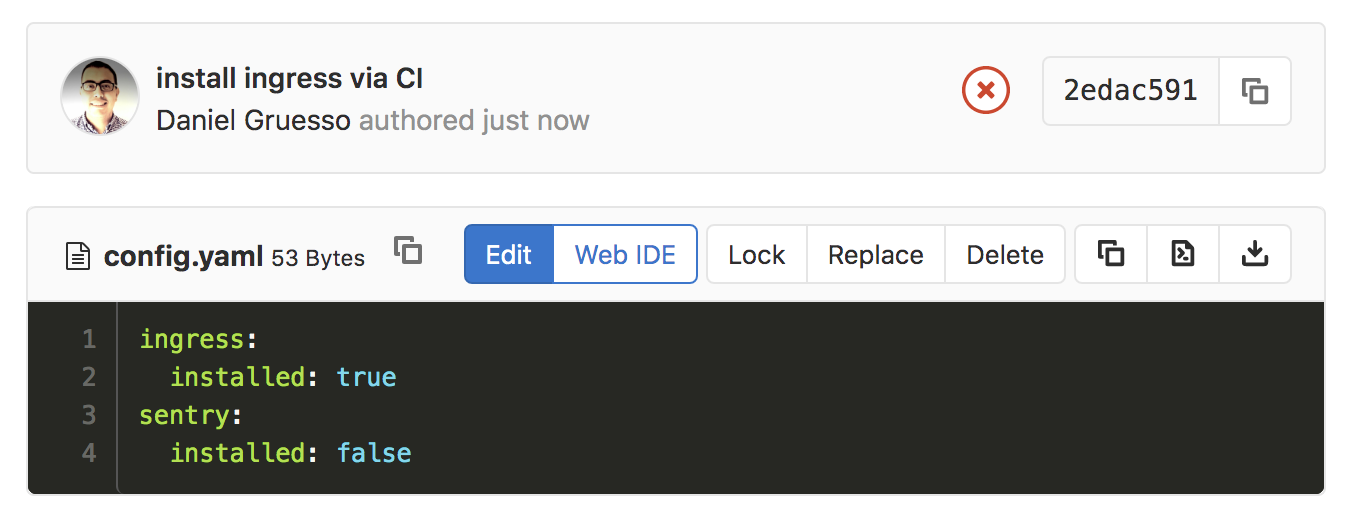 install ingress via CI
Daniel Gruesso authored just now
2edac591
config.yaml 53 Bytes
Edit
Web IDE
Lock
Replace
Delete
1 ingress:
2   installed: true
3 sentry:
4   installed: false